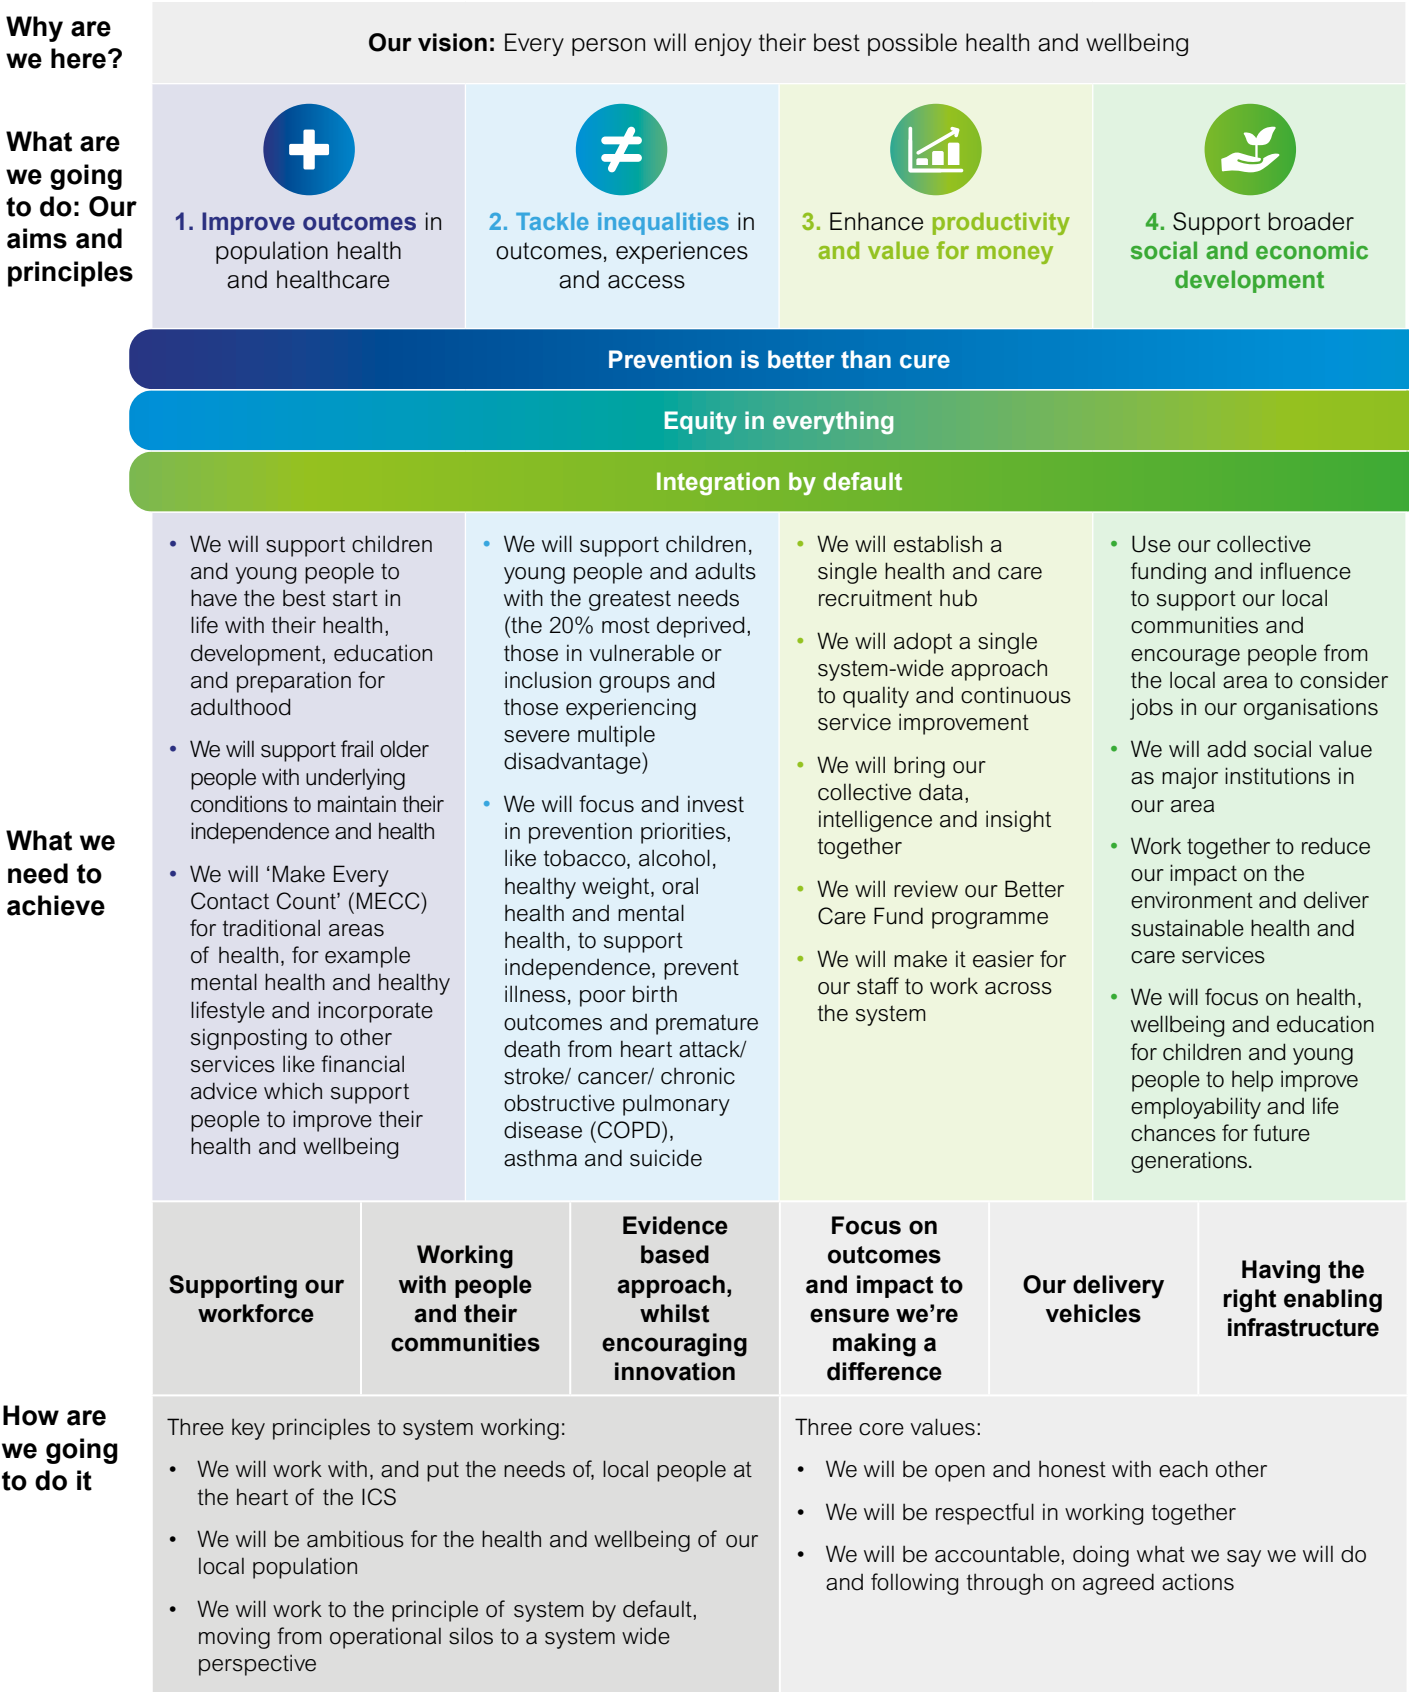 Why are
we here?
Our vision: Every person will enjoy their best possible health and wellbeing
What are
we going
to do: Our
aims and
principles
1. Improve outcomes in
population health
and healthcare
2. Tackle inequalities in
outcomes, experiences
and access
3. Enhance productivity
and value for money
4. Support broader
social and economic
development
Prevention is better than cure
Equity in everything
Integration by default
What we
need to
achieve
• We will support children
and young people to
have the best start in
life with their health,
development, education
and preparation for
adulthood
• We will support frail older
people with underlying
conditions to maintain their
independence and health
• We will ‘Make Every
Contact Count’ (MECC)
for traditional areas
of health, for example
mental health and healthy
lifestyle and incorporate
signposting to other
services like financial
advice which support
people to improve their
health and wellbeing
• We will support children,
young people and adults
with the greatest needs
(the 20% most deprived,
those in vulnerable or
inclusion groups and
those experiencing
severe multiple
disadvantage)
• We will focus and invest
in prevention priorities,
like tobacco, alcohol,
healthy weight, oral
health and mental
health, to support
independence, prevent
illness, poor birth
outcomes and premature
death from heart attack/
stroke/ cancer/ chronic
obstructive pulmonary
disease (COPD),
asthma and suicide
• We will establish a
single health and care
recruitment hub
• We will adopt a single
system-wide approach
to quality and continuous
service improvement
• We will bring our
collective data,
intelligence and insight
together
• We will review our Better
Care Fund programme
• We will make it easier for
our staff to work across
the system
• Use our collective
funding and influence
to support our local
communities and
encourage people from
the local area to consider
jobs in our organisations
• We will add social value
as major institutions in
our area
• Work together to reduce
our impact on the
environment and deliver
sustainable health and
care services
• We will focus on health,
wellbeing and education
for children and young
people to help improve
employability and life
chances for future
generations.
How are
we going
to do it
Supporting our
workforce
Working
with people
and their
communities
Evidence
based
approach,
whilst
encouraging
innovation
Focus on
outcomes
and impact to
ensure we’re
making a
difference
Our delivery
vehicles
Having the
right enabling
infrastructure
Three key principles to system working:
• We will work with, and put the needs of, local people at
the heart of the ICS
• We will be ambitious for the health and wellbeing of our
local population
• We will work to the principle of system by default,
moving from operational silos to a system wide
perspective
Three core values:
• We will be open and honest with each other
• We will be respectful in working together
• We will be accountable, doing what we say we will do
and following through on agreed actions